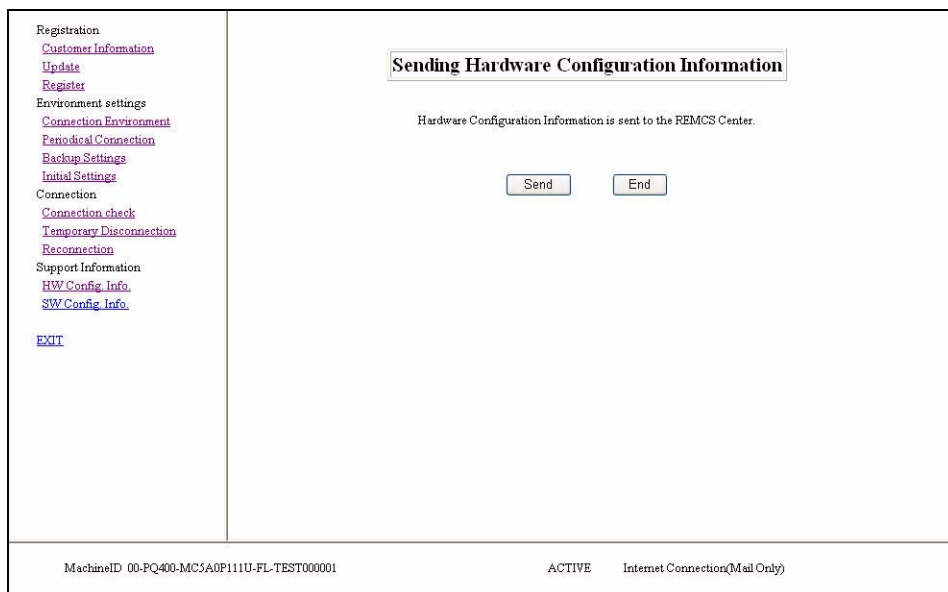 Registration
Customer Information
Update
Register
Environment settings
Connection Environment
Periodical Connection
Backup Settings
Initial Settings
Connection
Connection check
Temporary Disconnection
Reconnection
Support Information
HW Config. Info.
SW Config. Info.
EXIT
Sending Hardware Configuration Information
Hardware Configuration Information is sent to the REMCS Center.
Send End
MachineID 00-PQ400-MC5A0P111U-FL-TEST000001 ACTIVE Internet Connection(Mail Only)